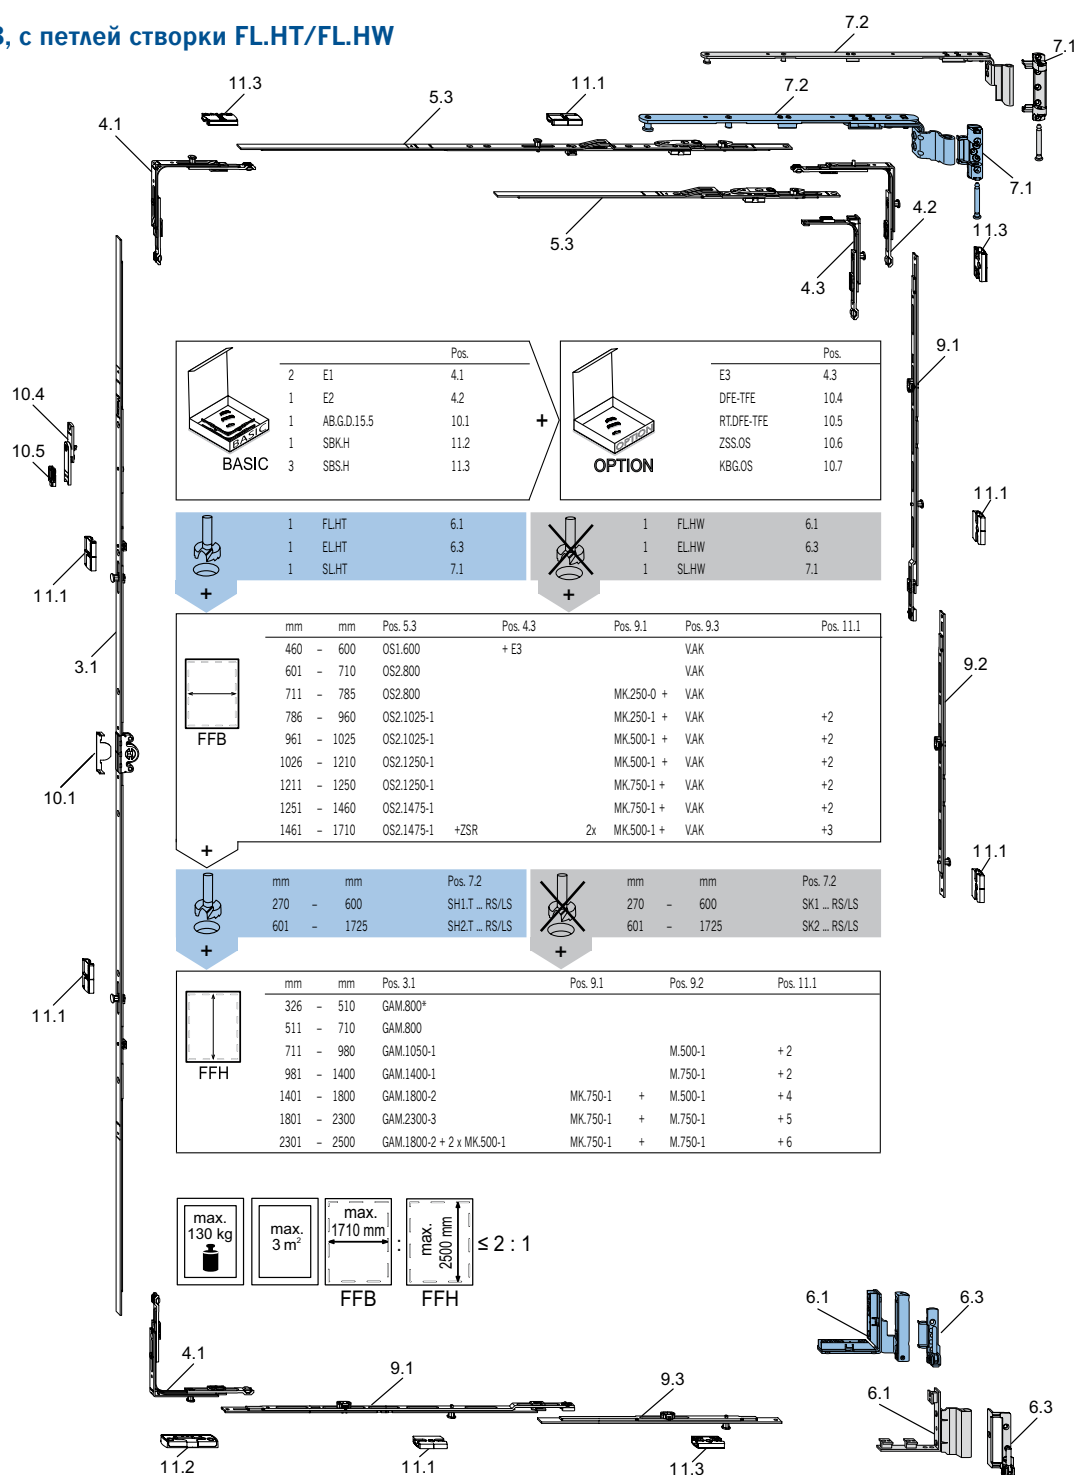 3, с петлей створки FL.HT/FL.HW
7.2
7.1
11.3
5.3
11.1
7.2
4.1
7.1
5.3
4.2
11.3
4.3
9.1
Pos.
2 E1 4.1
1 E2 4.2
1 AB.G.D.15.5 10.1
1 SBK.H 11.2
3 SBS.H 11.3
BASIC
BASIC
+
Pos.
E3 4.3
DFE-TFE 10.4
RT.DFE-TFE 10.5
ZSS.OS 10.6
KBG.OS 10.7
OPTION
OPTION
10.4
10.5
11.1
11.1
1 FL.HT 6.1
1 EL.HT 6.3
1 SL.HT 7.1
+
1 FL.HW 6.1
1 EL.HW 6.3
1 SL.HW 7.1
+
mm mm Pos. 5.3 Pos. 4.3 Pos. 9.1 Pos. 9.3 Pos. 11.1
460 – 600 OS1.600 + E3 V.AK
601 – 710 OS2.800 V.AK
711 – 785 OS2.800 MK.250-0 + V.AK
786 – 960 OS2.1025-1 MK.250-1 + V.AK +2
961 – 1025 OS2.1025-1 MK.500-1 + V.AK +2
1026 – 1210 OS2.1250-1 MK.500-1 + V.AK +2
1211 – 1250 OS2.1250-1 MK.750-1 + V.AK +2
1251 – 1460 OS2.1475-1 MK.750-1 + V.AK +2
1461 – 1710 OS2.1475-1 +ZSR 2x MK.500-1 + V.AK +3
FFB
+
3.1
10.1
9.2
11.1
mm mm Pos. 7.2
270 – 600 SH1.T ... RS/LS
601 – 1725 SH2.T ... RS/LS
+
mm mm Pos. 7.2
270 – 600 SK1 ... RS/LS
601 – 1725 SK2 ... RS/LS
+
mm mm Pos. 3.1 Pos. 9.1 Pos. 9.2 Pos. 11.1
326 – 510 GAM.800*
511 – 710 GAM.800
711 – 980 GAM.1050-1 M.500-1 + 2
981 – 1400 GAM.1400-1 M.750-1 + 2
1401 – 1800 GAM.1800-2 MK.750-1 + M.500-1 + 4
1801 – 2300 GAM.2300-3 MK.750-1 + M.750-1 + 5
2301 – 2500 GAM.1800-2 + 2 x MK.500-1 MK.750-1 + M.750-1 + 6
FFH
11.1
max.
130 kg
max.
3 m²
max.
1710 mm
FFB
:
max.
2500 mm
FFH
≤ 2 : 1
6.1
6.3
4.1
9.1
9.3
6.1
6.3
11.2
11.1
11.3